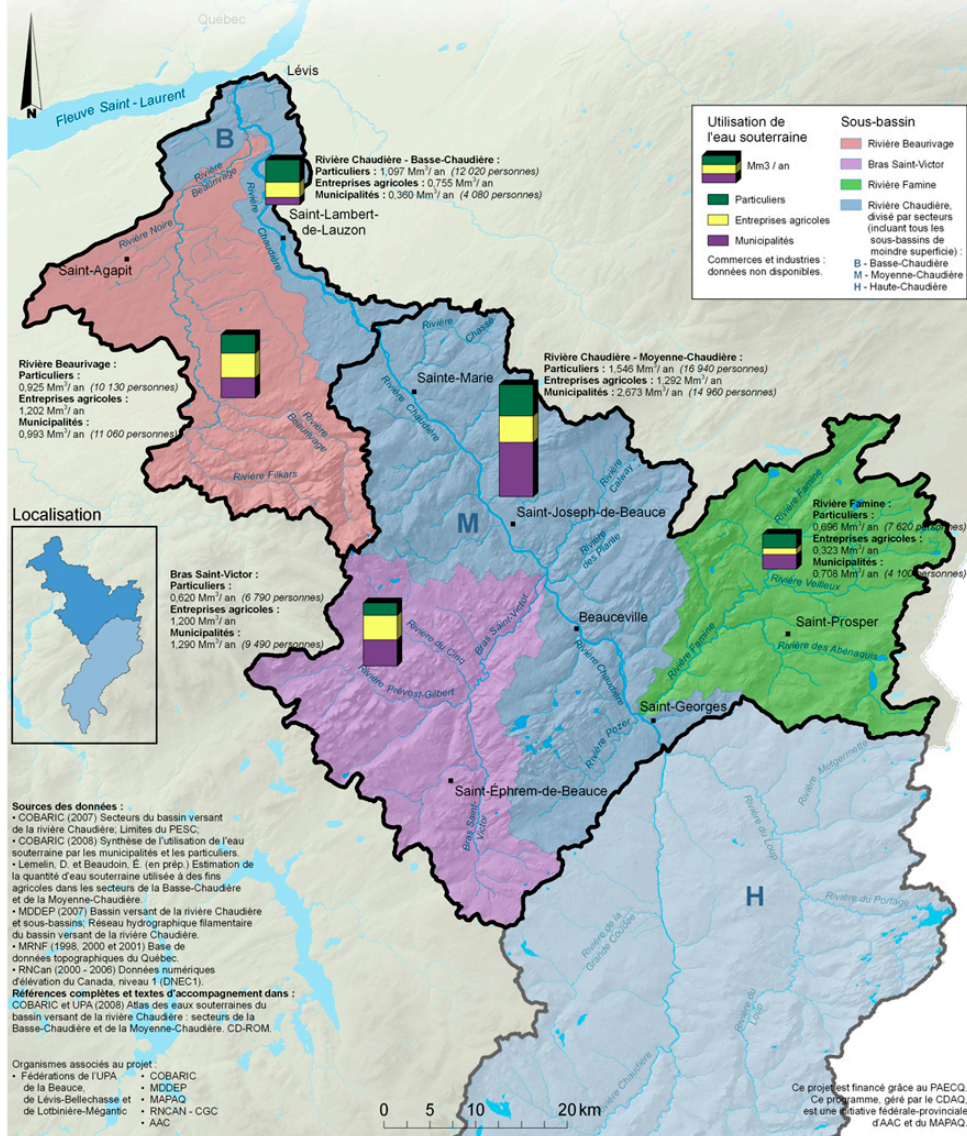 Québec
Lévis
Fleuve Saint-Laurent
N
B
Rivière
Beaurivage
Rivière Noire
Saint-Agapit
Rivière
Chaudière
Saint-Lambert-
de-Lauzon
Rivière Chaudière - Basse-Chaudière :
Particuliers : 1,097 Mm3/ an (12 020 personnes)
Entreprises agricoles : 0,755 Mm3/ an
Municipalités : 0,360 Mm3/ an (4 080 personnes)
Utilisation de
l'eau souterraine
Mm3 / an
Particuliers
Entreprises agricoles
Municipalités
Commerces et industries :
données non disponibles.
Sous-bassin
Rivière Beaurivage
Bras Saint-Victor
Rivière Famine
Rivière Chaudière,
divisé par secteurs
(incluant tous les
sous-bassins de
moindre superficie) :
B - Basse-Chaudière
M - Moyenne-Chaudière
H - Haute-Chaudière
Rivière Beaurivage :
Particuliers :
0,925 Mm3/ an (10 130 personnes)
Entreprises agricoles :
1,202 Mm3/ an
Municipalités :
0,993 Mm3/ an (11 060 personnes)
Rivière
Beaurivage
Rivière Filkars
Rivière
Chassé
Sainte-Marie
Rivière Chaudière
Rivière Chaudière - Moyenne-Chaudière :
Particuliers : 1,546 Mm3/ an (16 940 personnes)
Entreprises agricoles : 1,292 Mm3/ an
Municipalités : 2,673 Mm3/ an (14 960 personnes)
Rivière
Calway
M
Saint-Joseph-de-Beauce
Rivière
des Plante
Rivière Famine
Rivière Famine :
Particuliers :
0,696 Mm3/ an (7 620 personnes)
Entreprises agricoles :
0,323 Mm3/ an
Municipalités :
0,708 Mm3/ an (4 100 personnes)
Rivière Veilleux
Saint-Prosper
Rivière des Abénaquis
Rivière Famine
Localisation
Bras Saint-Victor :
Particuliers :
0,620 Mm3/ an (6 790 personnes)
Entreprises agricoles :
1,200 Mm3/ an
Municipalités :
1,290 Mm3/ an (9 490 personnes)
Rivière du Cinq
Bras Saint-Victor
Rivière Prévost-Gilbert
Beauceville
Rivière Chaudière
Saint-Georges
Rivière Pozer
Saint-Éphrem-de-Beauce
Bras Saint-
Victor
Rivière Metgermette
Rivière du Loup
H
Rivière du Portage
Rivière de la
Grande Coudée
Rivière du
Loup
Rivière Chaudière
Sources des données :
• COBARIC (2007) Secteurs du bassin versant
de la rivière Chaudière; Limites du PESC;
• COBARIC (2008) Synthèse de l'utilisation de l'eau
souterraine par les municipalités et les particuliers.
• Lemelin, D. et Beaudoin, É. (en prép.) Estimation de
la quantité d'eau souterraine utilisée à des fins
agricoles dans les secteurs de la Basse-Chaudière
et de la Moyenne-Chaudière.
• MDDEP (2007) Bassin versant de la rivière Chaudière
et sous-bassins; Réseau hydrographique filamentaire
du bassin versant de la rivière Chaudière.
• MRNF (1998, 2000 et 2001) Base de
données topographiques du Québec.
• RNCan (2000 - 2006) Données numériques
d'élévation du Canada, niveau 1 (DNEC1).
Références complètes et textes d'accompagnement dans :
COBARIC et UPA (2008) Atlas des eaux souterraines du
bassin versant de la rivière Chaudière : secteurs de la
Basse-Chaudière et de la Moyenne-Chaudière. CD-ROM.
Organismes associés au projet :
• Fédérations de l'UPA
de la Beauce,
de Lévis-Bellechasse et
de Lotbinière-Mégantic
• COBARIC
• MDDEP
• MAPAQ
• RNCAN - CGC
• AAC
0 5 10 20 km
Ce projet est financé grâce au PAECQ.
Ce programme, géré par le CDAQ,
est une initiative fédérale-provinciale
d'AAC et du MAPAQ.